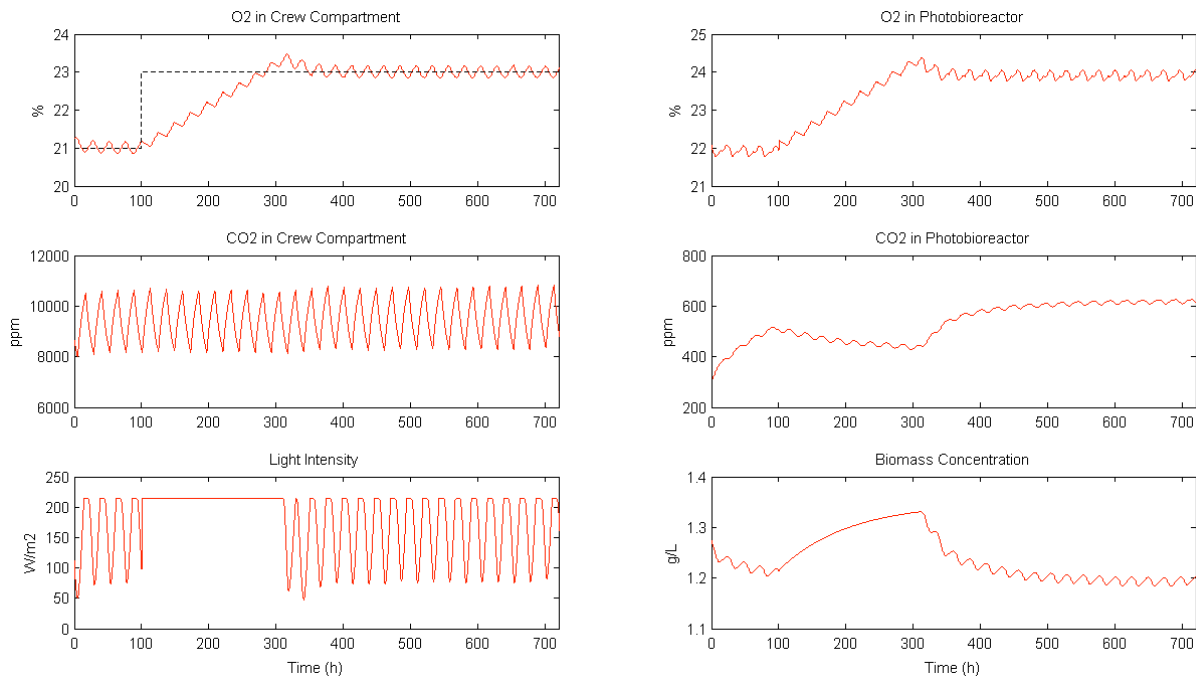 O2 in Crew Compartment
24
23
22
21
20
%
0 100 200 300 400 500 600 700
O2 in Photobioreactor
25
24
23
22
21
%
0 100 200 300 400 500 600 700
CO2 in Crew Compartment
12000
10000
8000
6000
ppm
0 100 200 300 400 500 600 700
CO2 in Photobioreactor
800
600
400
200
ppm
0 100 200 300 400 500 600 700
Light Intensity
250
200
150
100
50
0
W/m2
0 100 200 300 400 500 600 700
Time (h)
Biomass Concentration
1.4
1.3
1.2
1.1
g/L
0 100 200 300 400 500 600 700
Time (h)